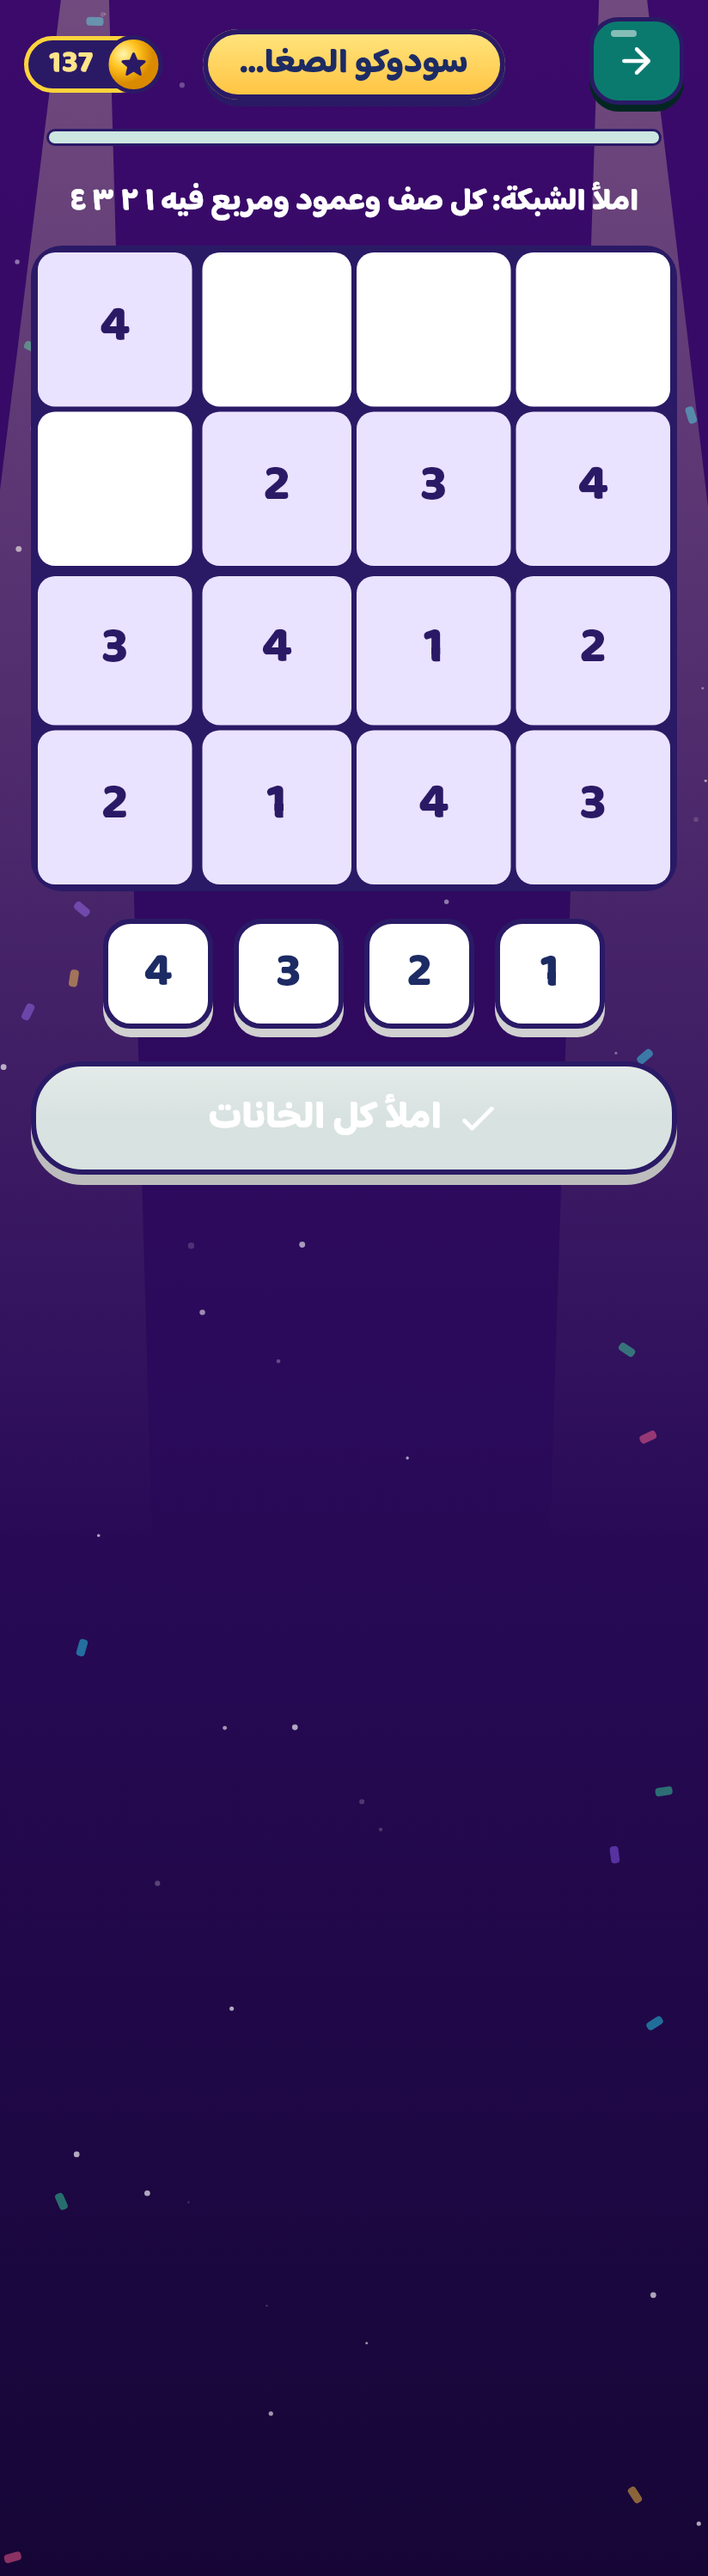 سودوكو الصغا...
137
املأ الشبكة: كل صف وعمود ومربع فيه ١ ٢ ٣ ٤
4
2 3 4
3 4 1 2
2 1 4 3
4 3 2 1
املأ كل الخانات